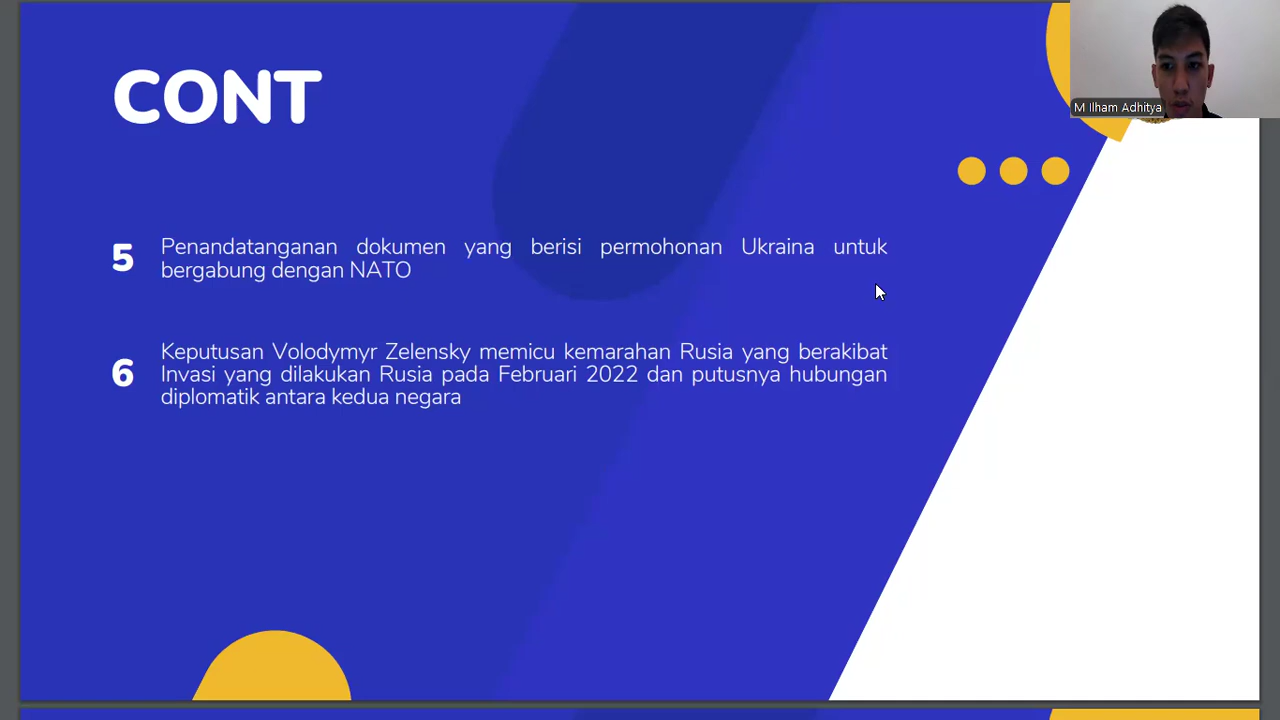 CONT
M Ilham Adhitya
5 Penandatanganan dokumen yang berisi permohonan Ukraina untuk
bergabung dengan NATO
6 Keputusan Volodymyr Zelensky memicu kemarahan Rusia yang berakibat
Invasi yang dilakukan Rusia pada Februari 2022 dan putusnya hubungan
diplomatik antara kedua negara